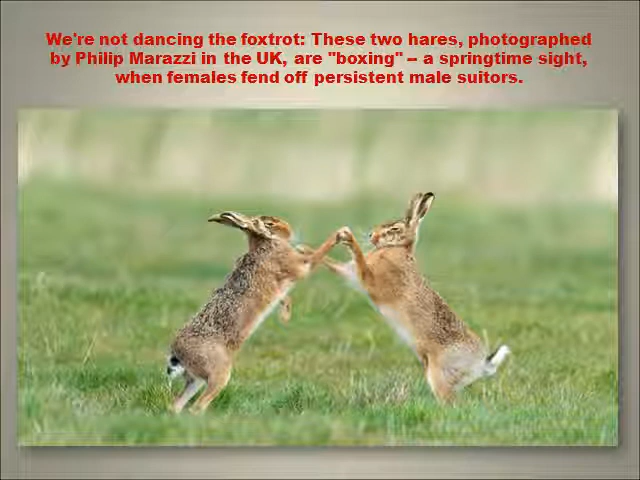 We're not dancing the foxtrot: These two hares, photographed
by Philip Marazzi in the UK, are "boxing" -- a springtime sight,
when females fend off persistent male suitors.